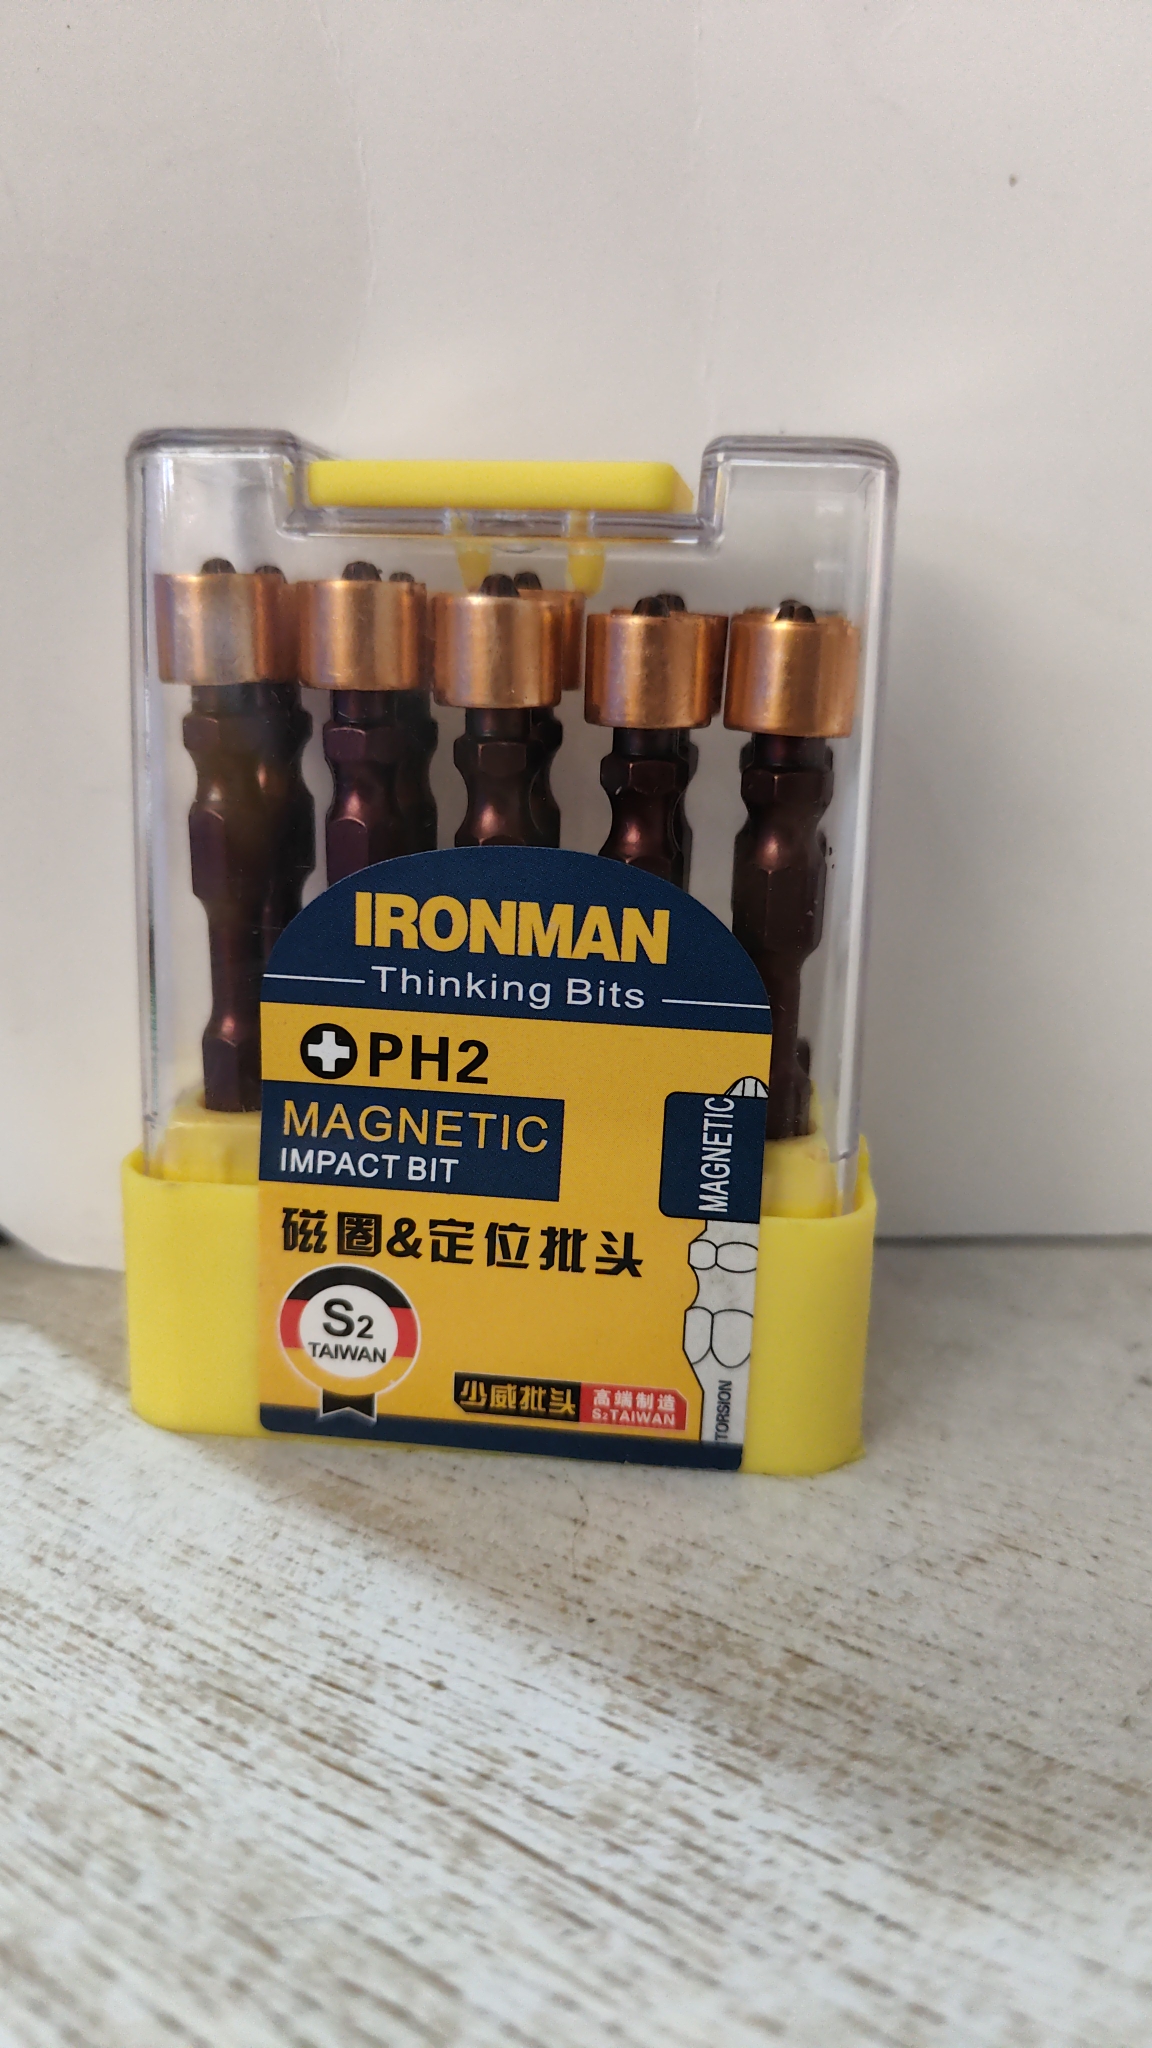 IRONMAN
Thinking Bits
PH2
MAGNETIC
IMPACT BIT
磁圈&定位批头
S2
TAIWAN
少威批头
高端制造
S2TAIWAN
MAGNETIC
TORSION